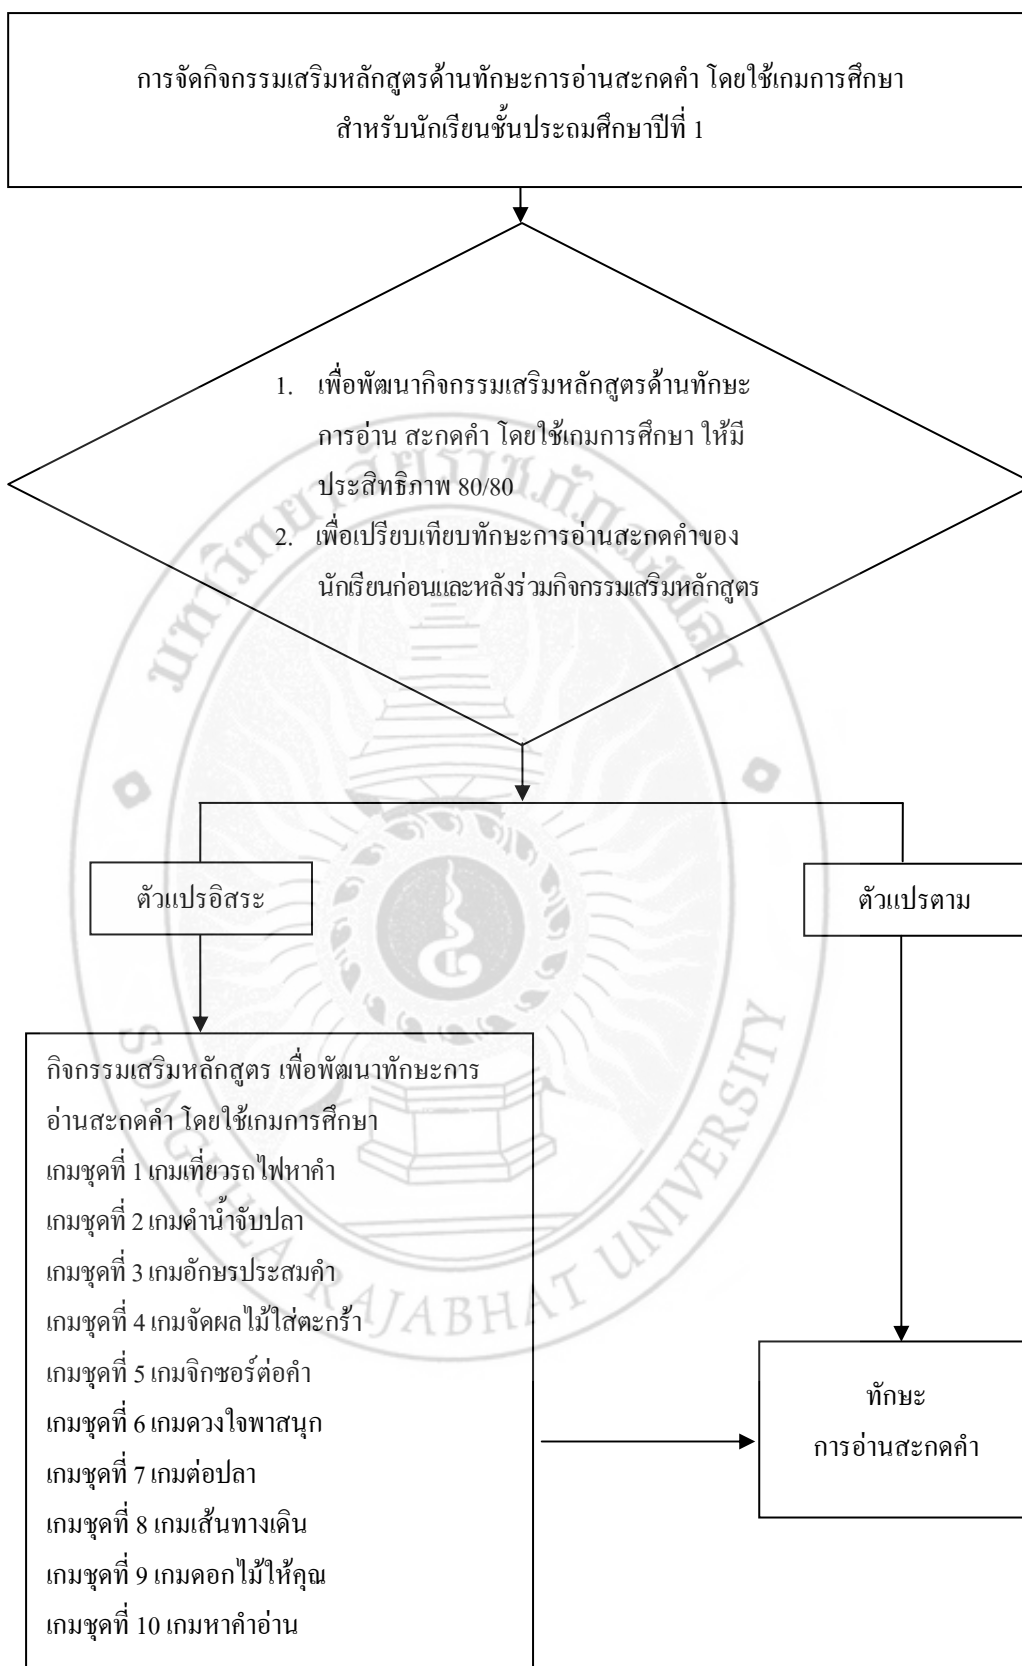 การจัดกิจกรรมเสริมหลักสูตรด้านทักษะการอ่านสะกดคำ โดยใช้เกมการศึกษา
สำหรับนักเรียนชั้นประถมศึกษาปีที่ 1
1. เพื่อพัฒนากิจกรรมเสริมหลักสูตรด้านทักษะ
การอ่าน สะกดคำ โดยใช้เกมการศึกษา ให้มี
ประสิทธิภาพ 80/80
2. เพื่อเปรียบเทียบทักษะการอ่านสะกดคำของ
นักเรียนก่อนและหลังร่วมกิจกรรมเสริมหลักสูตร
มหาวิทยาลัยราชภัฏสงขลา
ตัวแปรอิสระ
ตัวแปรตาม
กิจกรรมเสริมหลักสูตร เพื่อพัฒนาทักษะการ
อ่านสะกดคำ โดยใช้เกมการศึกษา
เกมชุดที่ 1 เกมเที่ยวรถไฟหาคำ
เกมชุดที่ 2 เกมดำน้ำจับปลา
เกมชุดที่ 3 เกมอักษรประสมคำ
เกมชุดที่ 4 เกมจัดผลไม้ใส่ตะกร้า
เกมชุดที่ 5 เกมจิกซอร์ต่อคำ
เกมชุดที่ 6 เกมดวงใจพาสนุก
เกมชุดที่ 7 เกมต่อปลา
เกมชุดที่ 8 เกมเส้นทางเดิน
เกมชุดที่ 9 เกมดอกไม้ให้คุณ
เกมชุดที่ 10 เกมหาคำอ่าน
ทักษะ
การอ่านสะกดคำ
SONGKHLA RAJABHAT UNIVERSITY